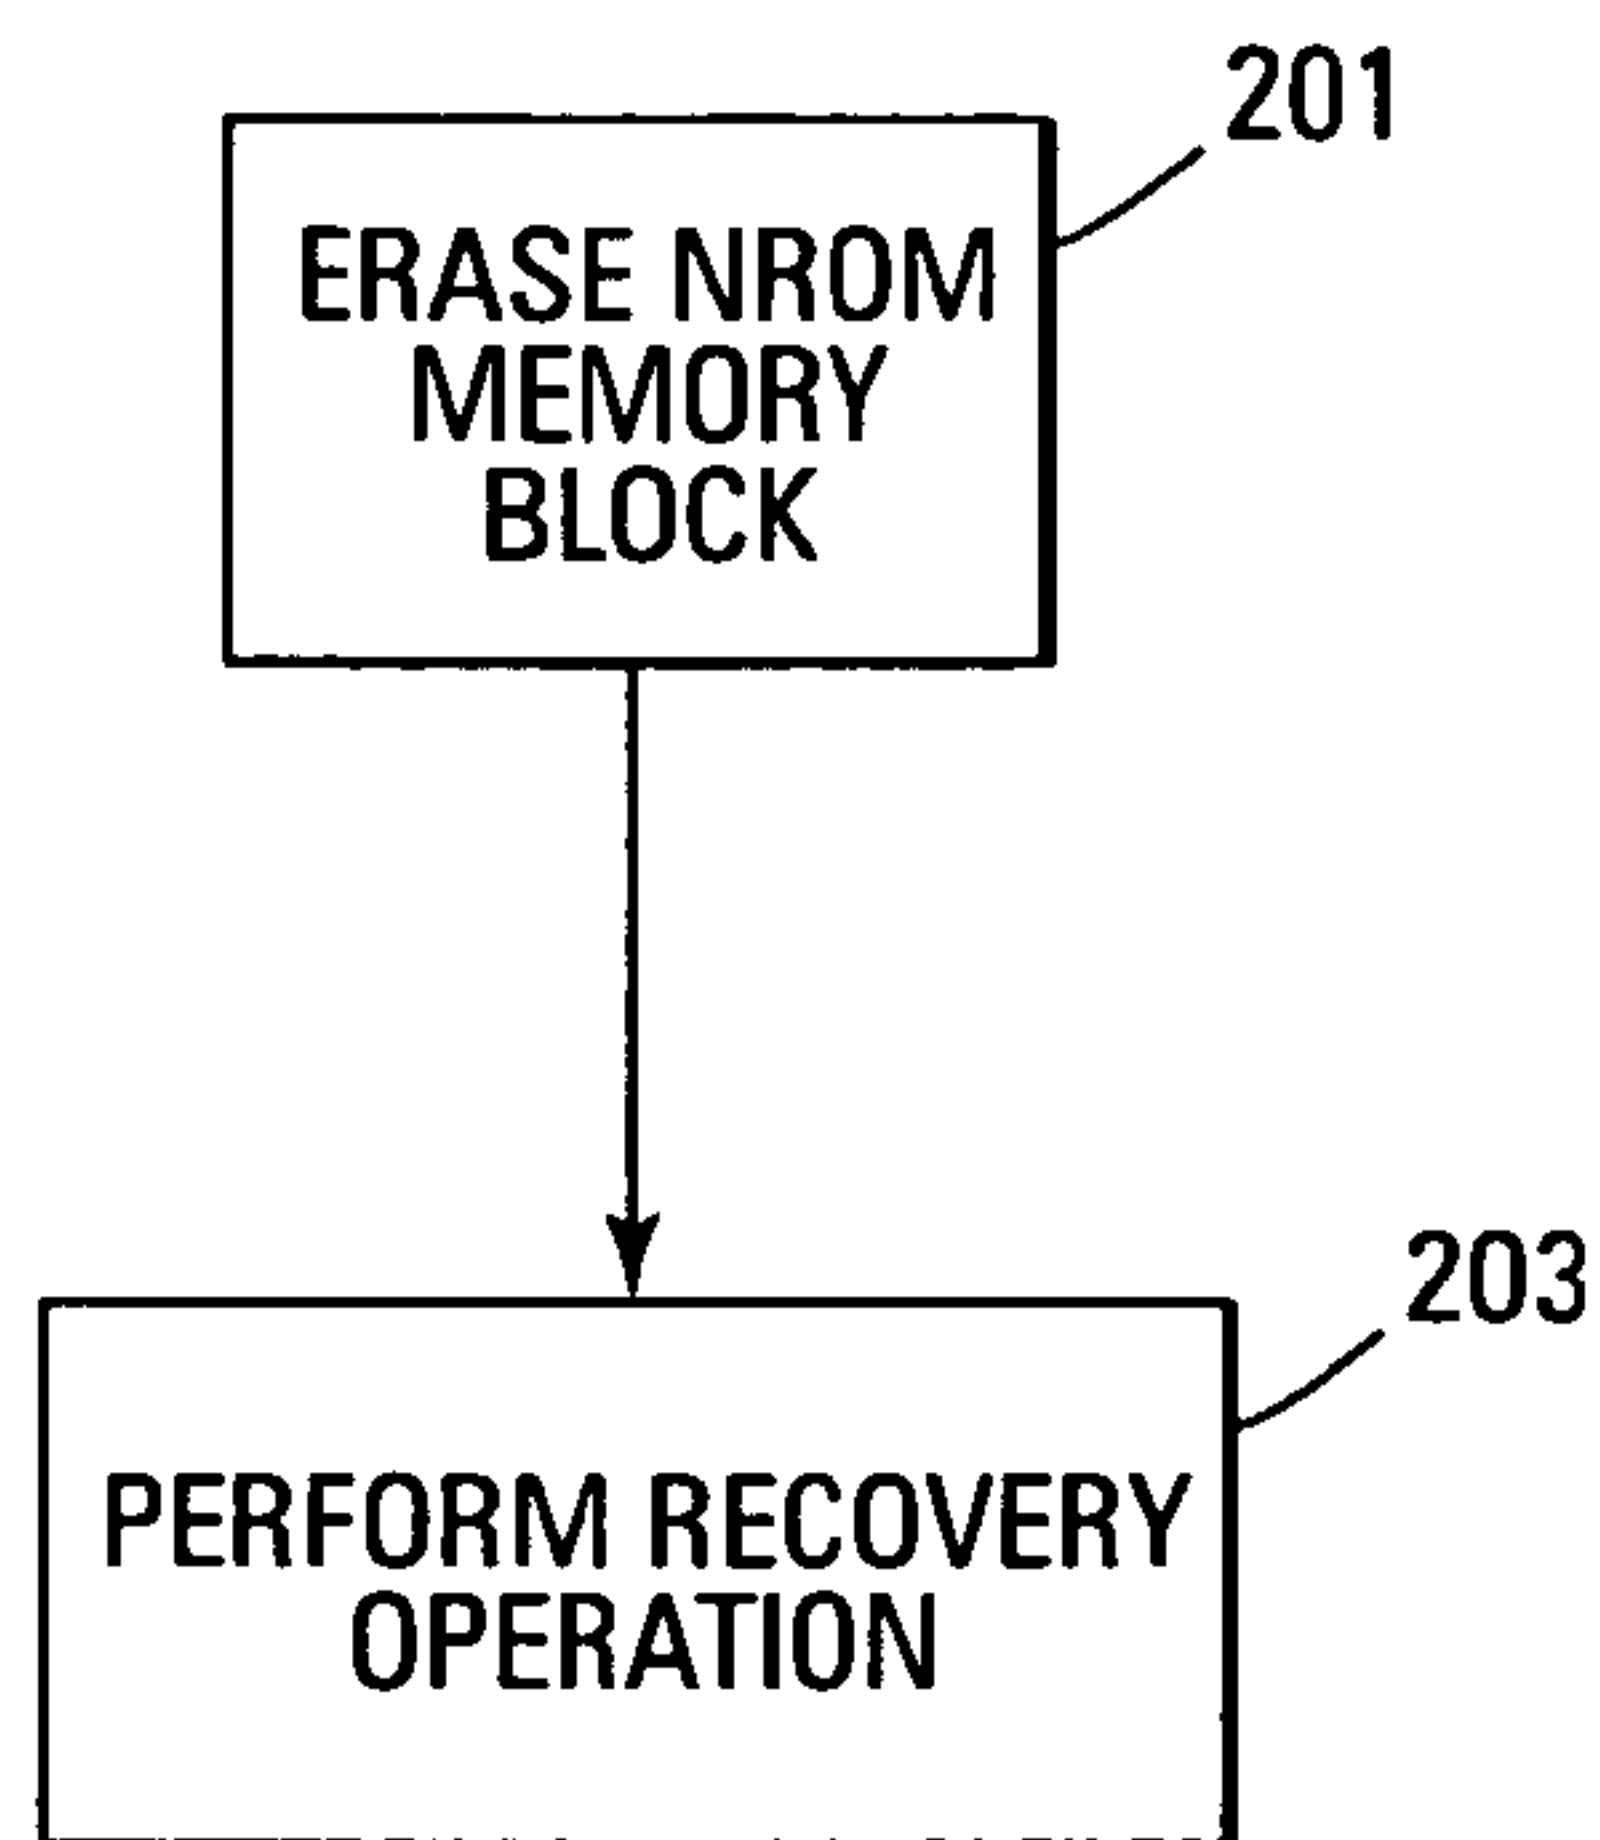 201
ERASE NROM
MEMORY
BLOCK
203
PERFORM RECOVERY
OPERATION